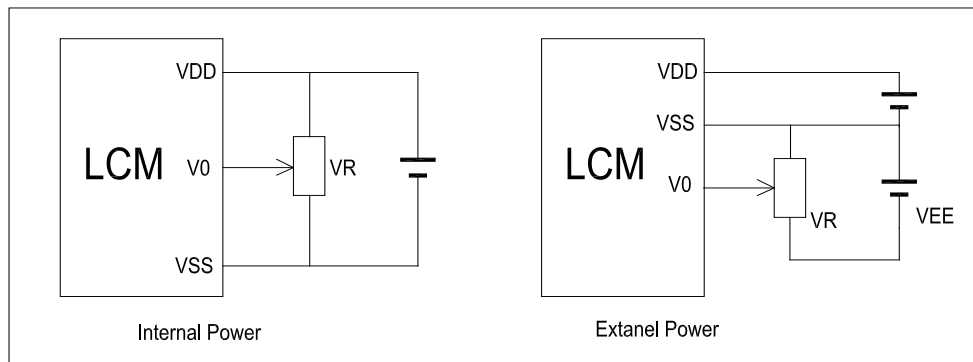 VDD
LCM
V0
VR
VSS
Internal Power
VDD
VSS
LCM
V0
VR
VEE
Extanel Power